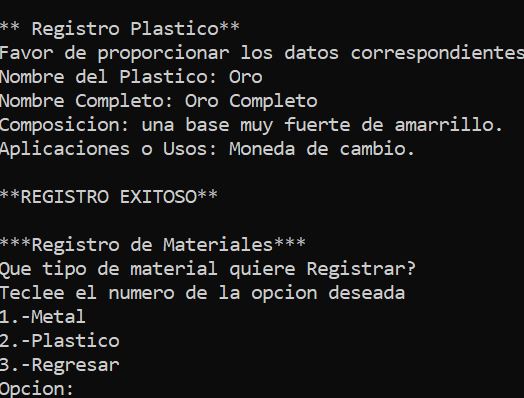 ** Registro Plastico**
Favor de proporcionar los datos correspondientes
Nombre del Plastico: Oro
Nombre Completo: Oro Completo
Composicion: una base muy fuerte de amarrillo.
Aplicaciones o Usos: Moneda de cambio.
**REGISTRO EXITOSO**
***Registro de Materiales***
Que tipo de material quiere Registrar?
Teclee el numero de la opcion deseada
1.-Metal
2.-Plastico
3.-Regresar
Opcion: